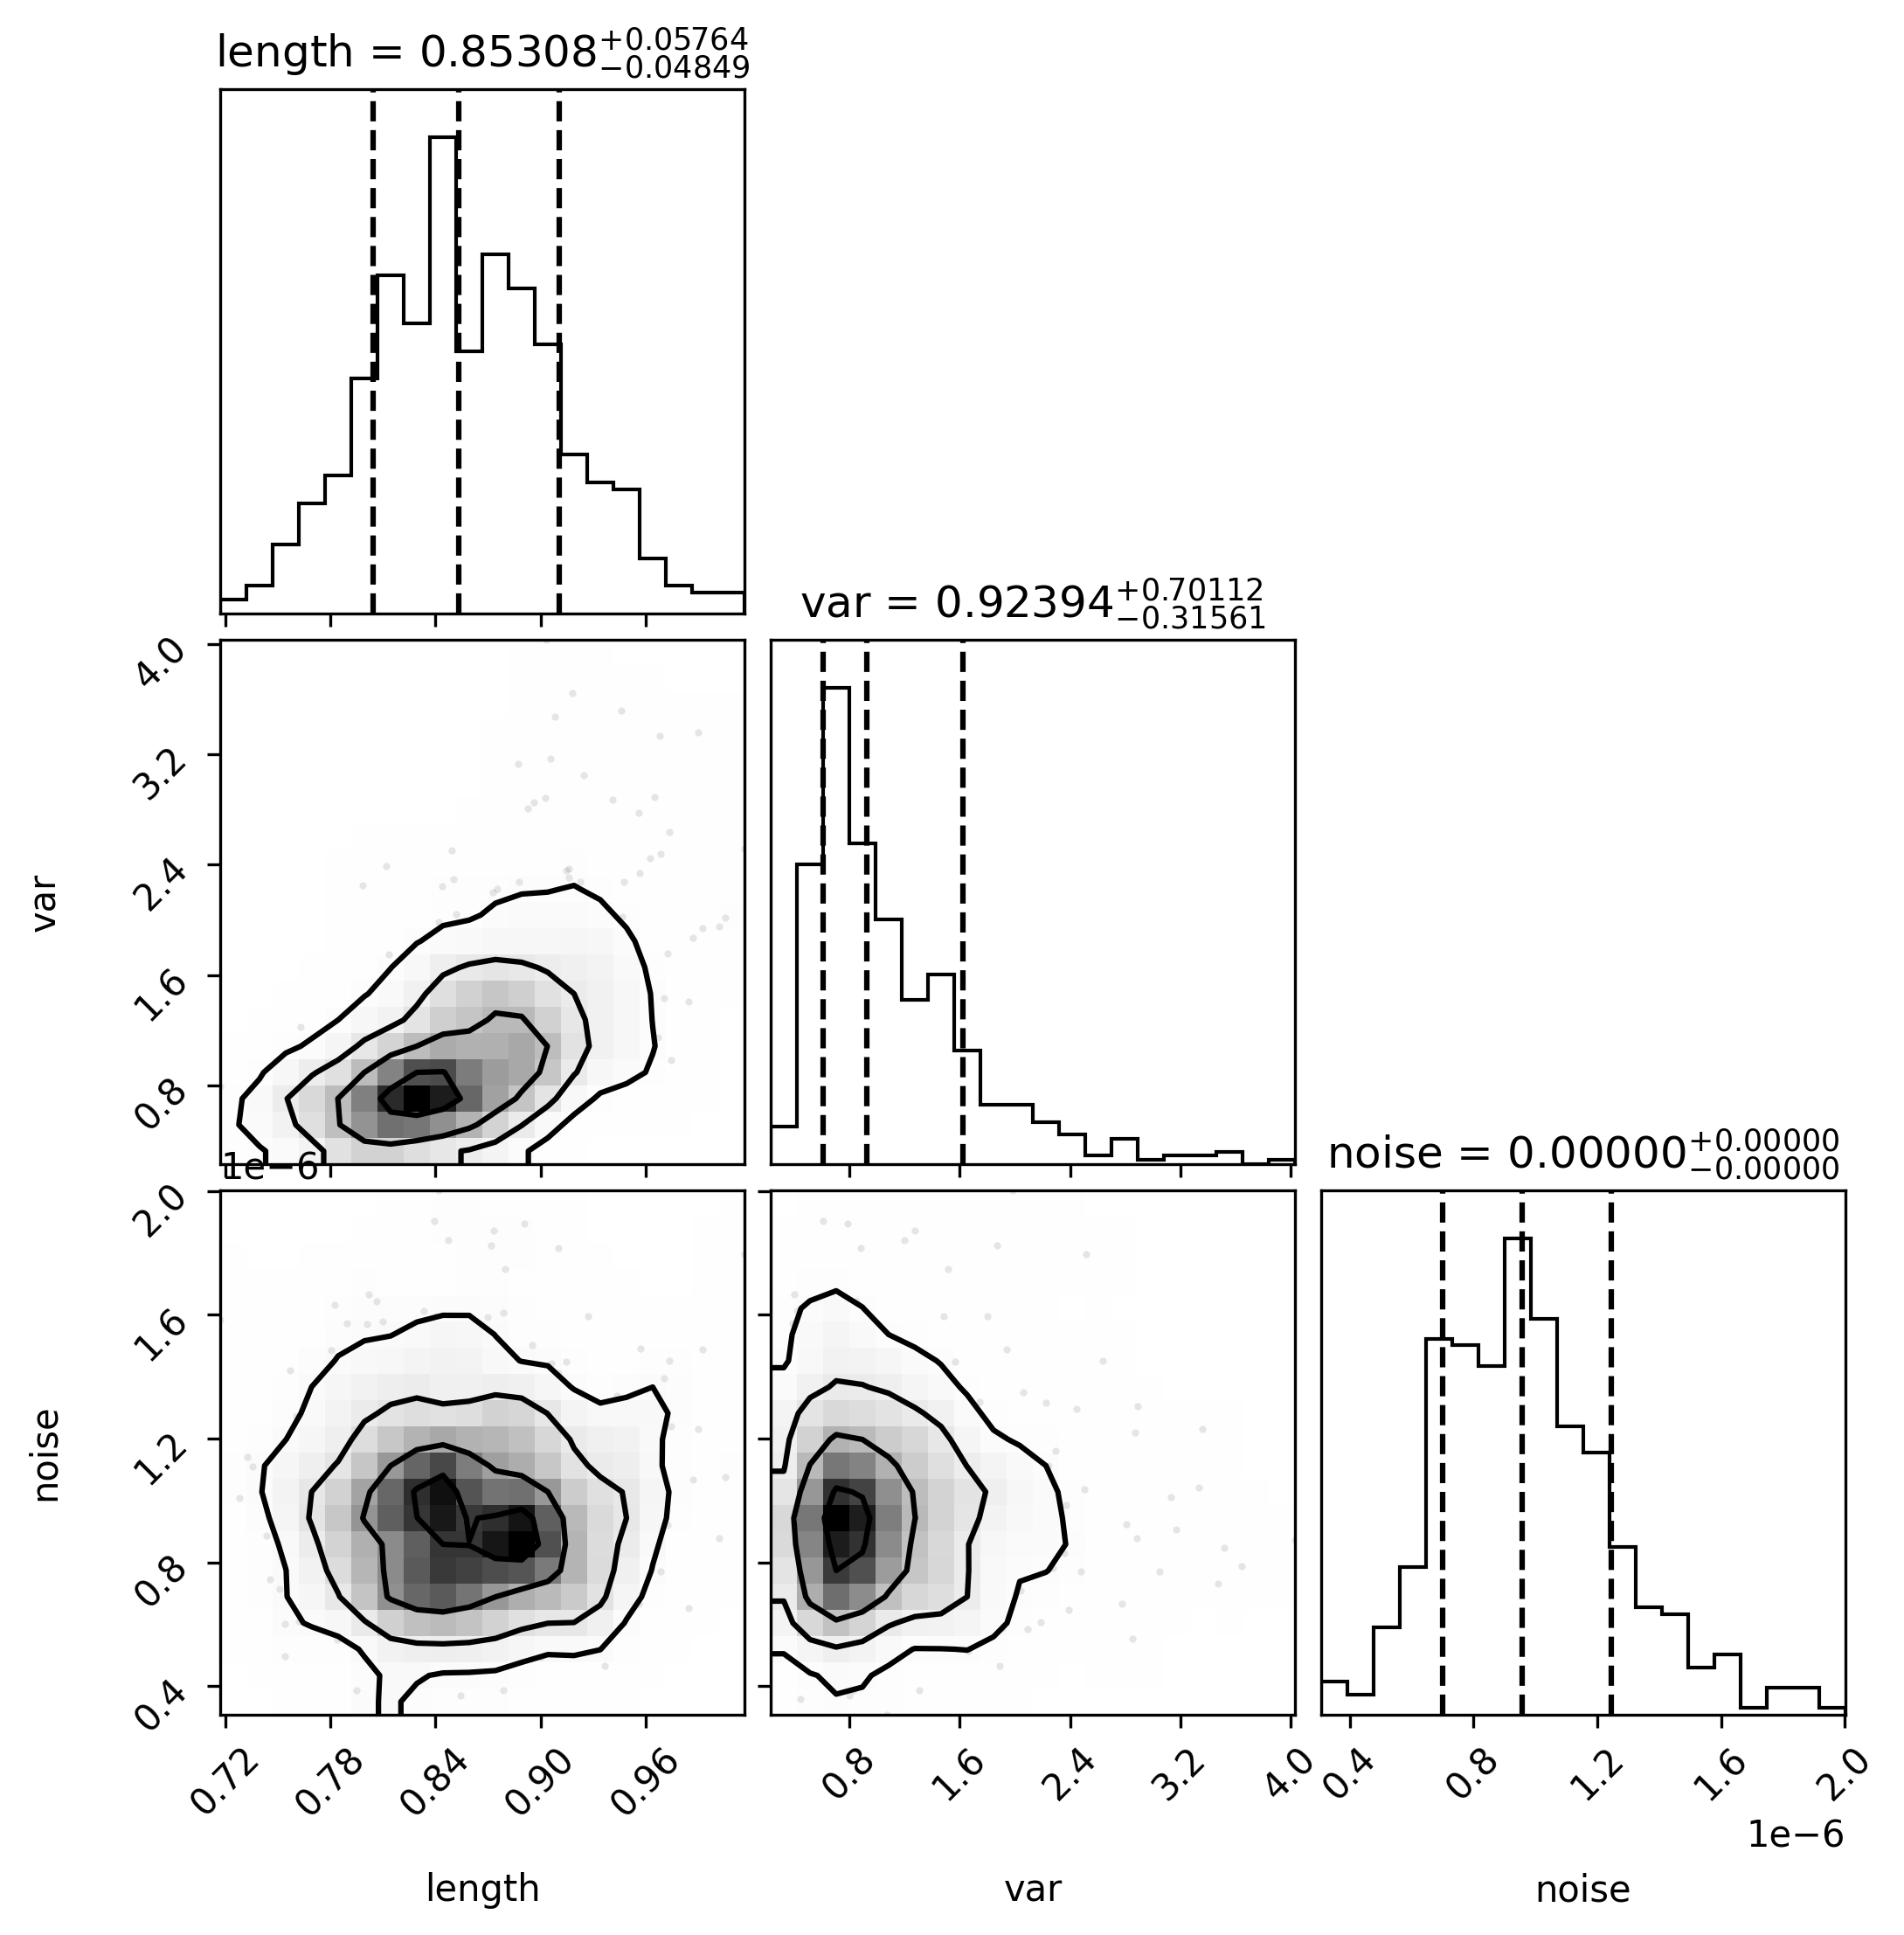 length = 0.85308 +0.05764 −0.04849
var = 0.92394 +0.70112 −0.31561
4.0
3.2
2.4
1.6
0.8
var
noise = 0.00000 +0.00000 −0.00000
1e−6
2.0
1.6
1.2
0.8
0.4
noise
0.72 0.78 0.84 0.90 0.96
0.8 1.6 2.4 3.2 4.0
0.4 0.8 1.2 1.6 2.0
1e−6
length
var
noise